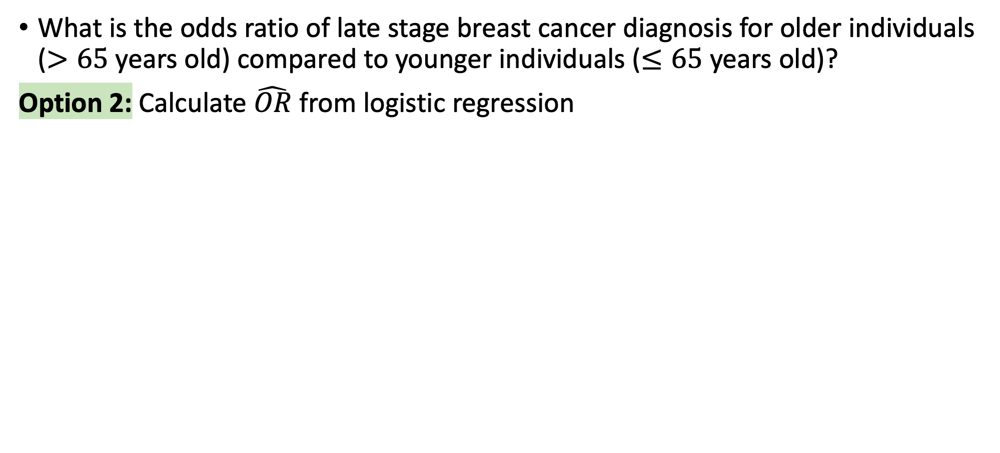 • What is the odds ratio of late stage breast cancer diagnosis for older individuals
(> 65 years old) compared to younger individuals (≤ 65 years old)?
Option 2: Calculate \widehat{OR} from logistic regression